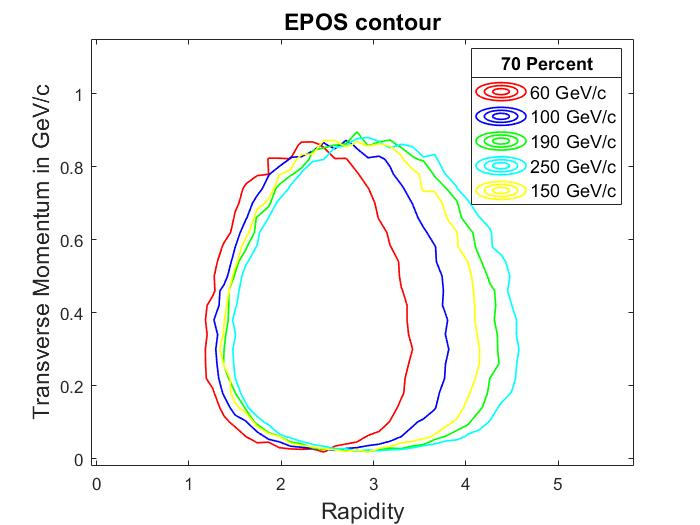 EPOS contour
70 Percent
60 GeV/c
100 GeV/c
190 GeV/c
250 GeV/c
150 GeV/c
Transverse Momentum in GeV/c
1
0.8
0.6
0.4
0.2
0
0 1 2 3 4 5
Rapidity